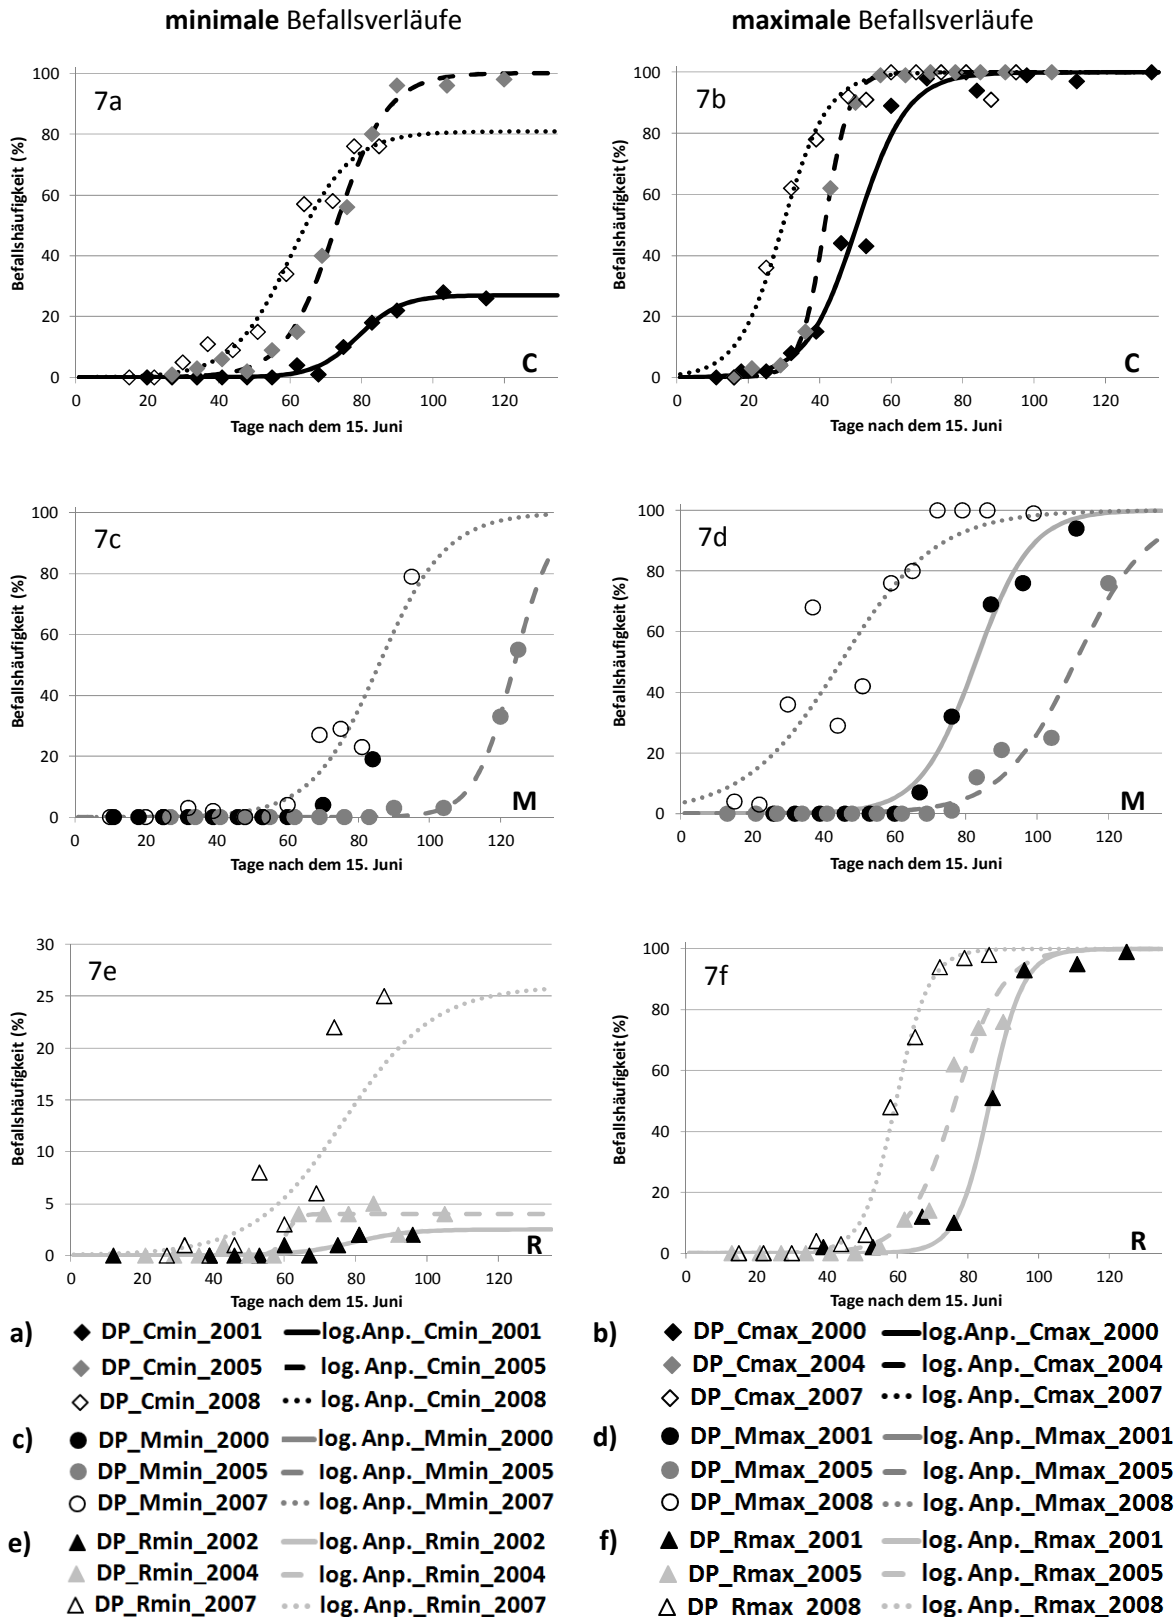 minimale Befallsverläufe
maximale Befallsverläufe
7a
Befallshäufigkeit (%)
100
80
60
40
20
0
0 20 40 60 80 100 120
Tage nach dem 15. Juni
C
7b
Befallshäufigkeit (%)
100
80
60
40
20
0
0 20 40 60 80 100 120
Tage nach dem 15. Juni
C
7c
Befallshäufigkeit (%)
100
80
60
40
20
0
0 20 40 60 80 100 120
Tage nach dem 15. Juni
M
7d
Befallshäufigkeit (%)
100
80
60
40
20
0
0 20 40 60 80 100 120
Tage nach dem 15. Juni
M
7e
Befallshäufigkeit (%)
30
25
20
15
10
5
0
0 20 40 60 80 100 120
Tage nach dem 15. Juni
R
7f
Befallshäufigkeit (%)
100
80
60
40
20
0
0 20 40 60 80 100 120
Tage nach dem 15. Juni
R
a) DP_Cmin_2001 log.Anp._Cmin_2001
DP_Cmin_2005 log. Anp._Cmin_2005
DP_Cmin_2008 log. Anp._Cmin_2008
b) DP_Cmax_2000 log.Anp._Cmax_2000
DP_Cmax_2004 log. Anp._Cmax_2004
DP_Cmax_2007 log. Anp._Cmax_2007
c) DP_Mmin_2000 log. Anp._Mmin_2000
DP_Mmin_2005 log. Anp._Mmin_2005
DP_Mmin_2007 log. Anp._Mmin_2007
d) DP_Mmax_2001 log. Anp._Mmax_2001
DP_Mmax_2005 log. Anp._Mmax_2005
DP_Mmax_2008 log. Anp._Mmax_2008
e) DP_Rmin_2002 log. Anp._Rmin_2002
DP_Rmin_2004 log. Anp._Rmin_2004
DP_Rmin_2007 log. Anp._Rmin_2007
f) DP_Rmax_2001 log. Anp._Rmax_2001
DP_Rmax_2005 log. Anp._Rmax_2005
DP_Rmax_2008 log. Anp._Rmax_2008